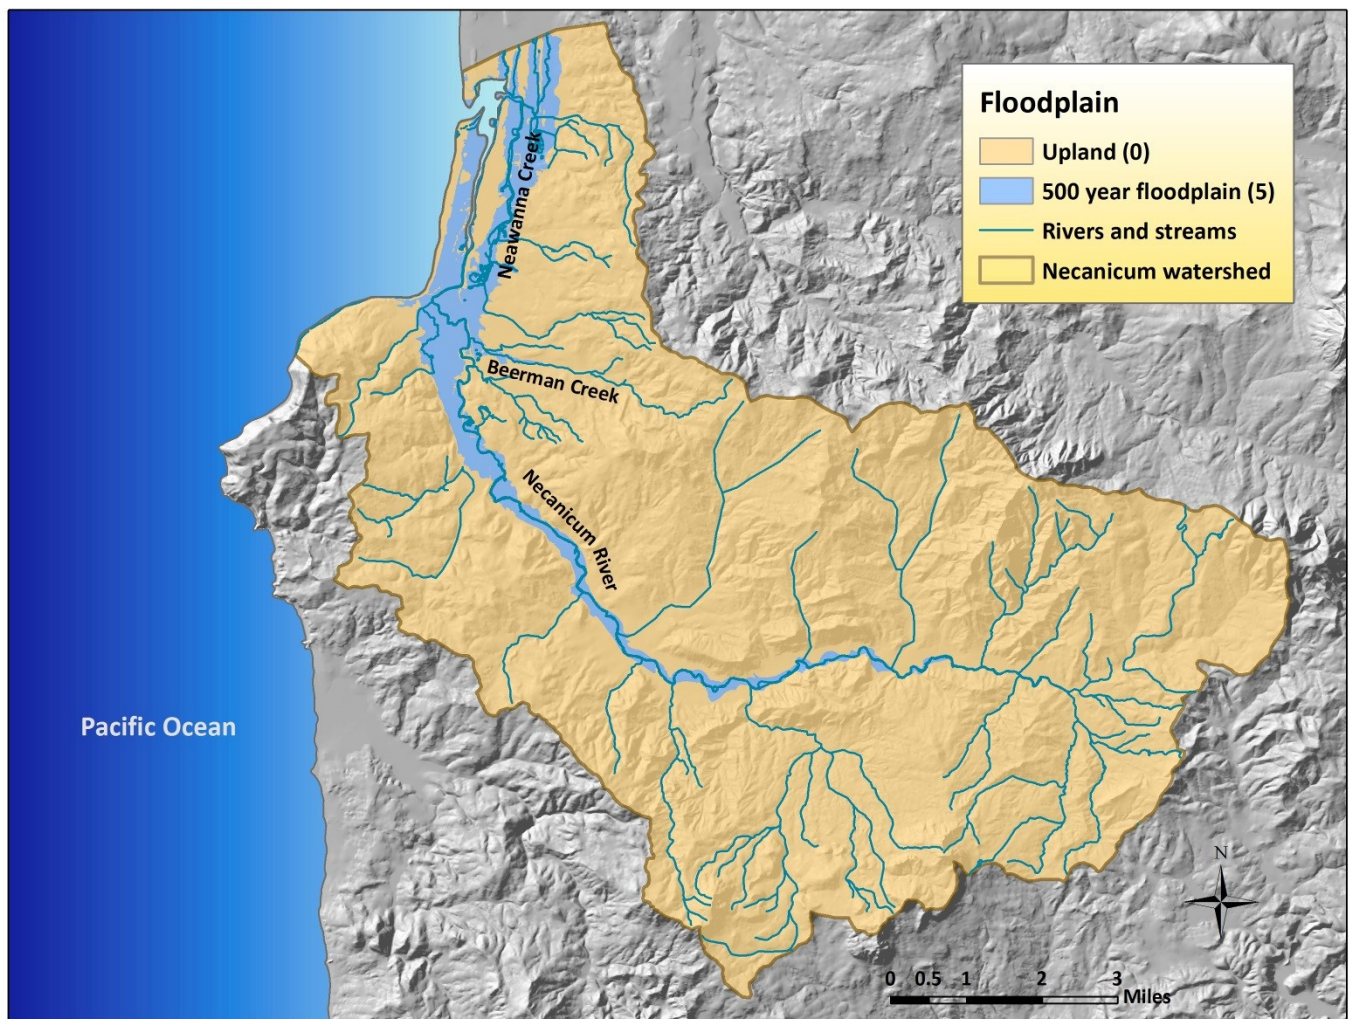 Floodplain
Upland (0)
500 year floodplain (5)
Rivers and streams
Necanicum watershed
Neawanna Creek
Beerman Creek
Necanicum River
Pacific Ocean
N
0 0.5 1 2 3
Miles